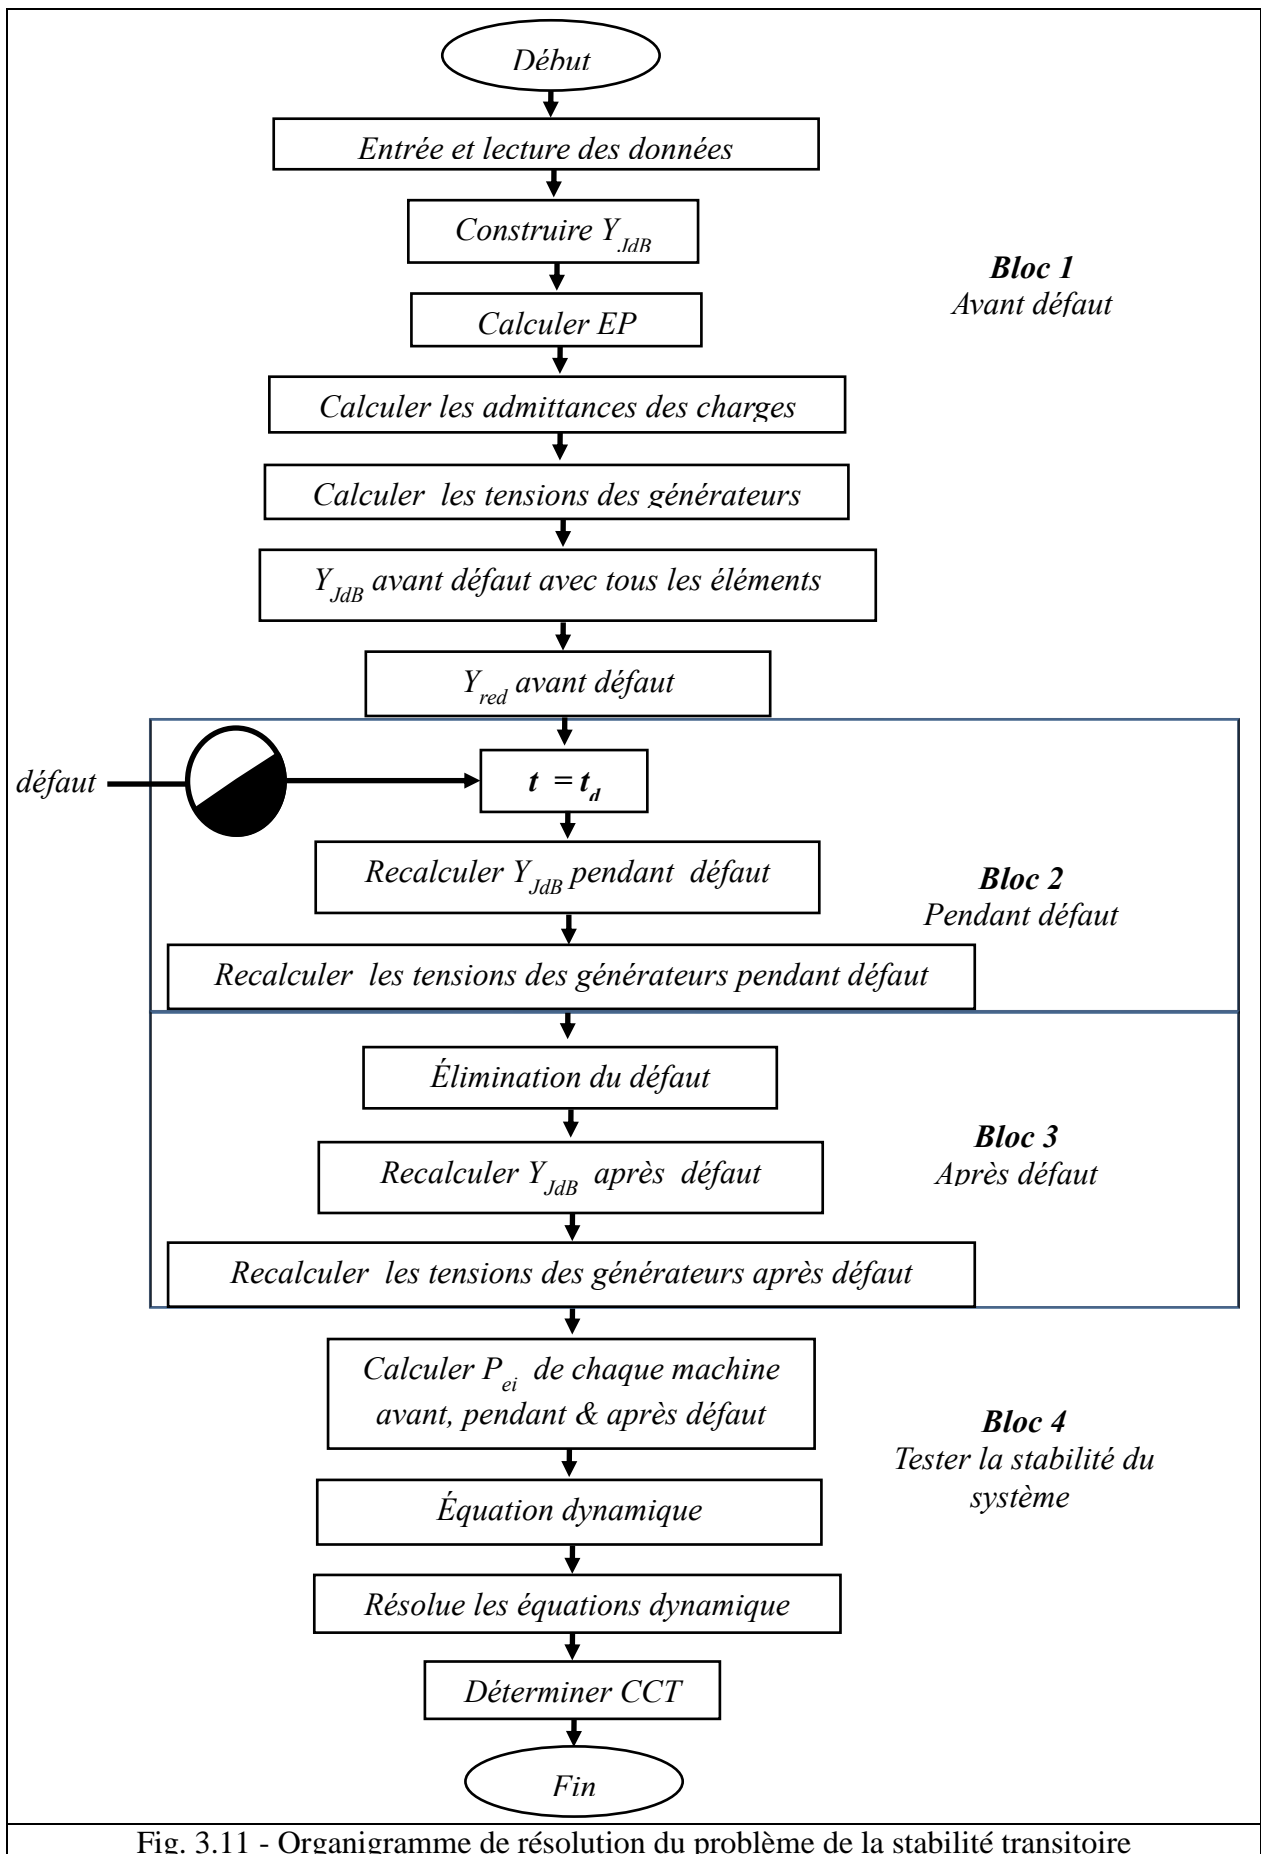 Début
Entrée et lecture des données
Construire Y_JdB
Bloc 1
Avant défaut
Calculer EP
Calculer les admittances des charges
Calculer les tensions des générateurs
Y_JdB avant défaut avec tous les éléments
Y_red avant défaut
défaut
t = t_d
Recalculer Y_JdB pendant défaut
Bloc 2
Pendant défaut
Recalculer les tensions des générateurs pendant défaut
Élimination du défaut
Bloc 3
Après défaut
Recalculer Y_JdB après défaut
Recalculer les tensions des générateurs après défaut
Calculer P_ei de chaque machine
avant, pendant & après défaut
Bloc 4
Tester la stabilité du
système
Équation dynamique
Résolue les équations dynamique
Déterminer CCT
Fin
Fig. 3.11 - Organigramme de résolution du problème de la stabilité transitoire